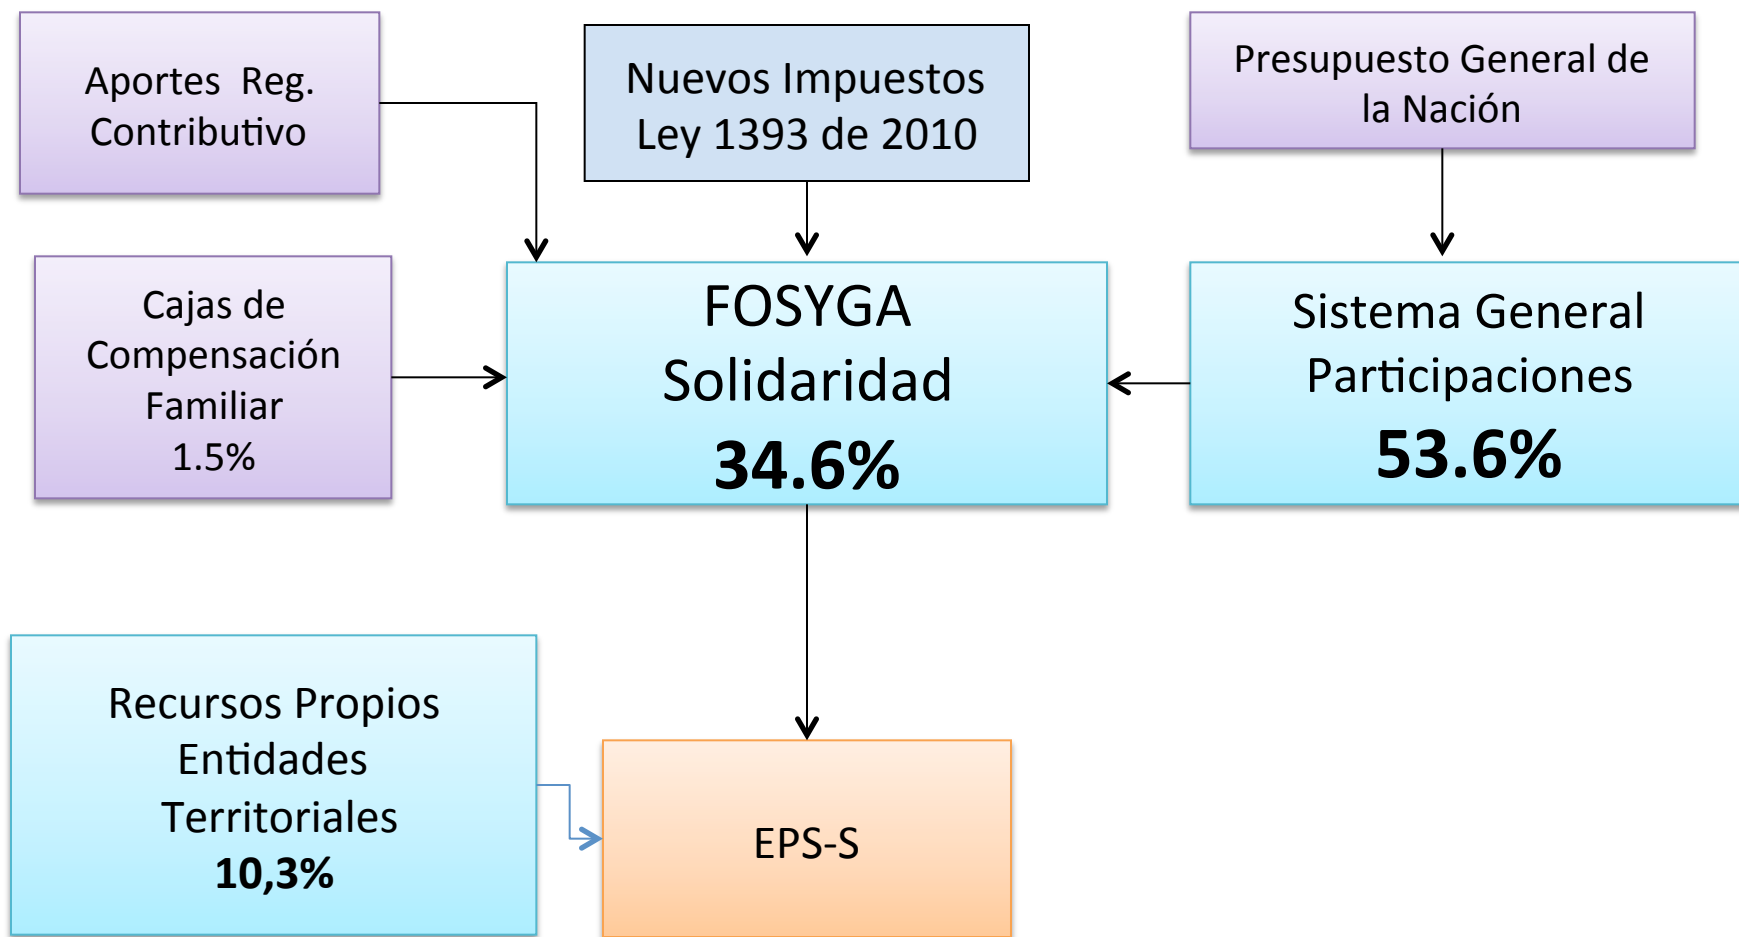 Aportes Reg.
Contributivo
Nuevos Impuestos
Ley 1393 de 2010
Presupuesto General de
la Nación
Cajas de
Compensación
Familiar
1.5%
FOSYGA
Solidaridad
34.6%
Sistema General
Participaciones
53.6%
Recursos Propios
Entidades
Territoriales
10,3%
EPS-S